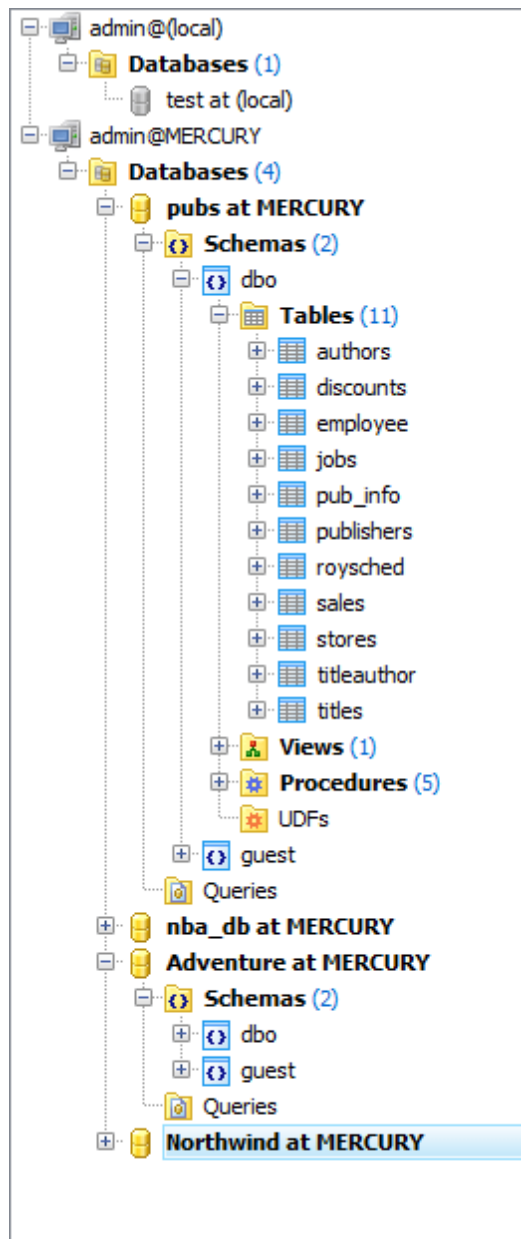 admin@(local)
Databases (1)
test at (local)
admin@MERCURY
Databases (4)
pubs at MERCURY
Schemas (2)
dbo
Tables (11)
authors
discounts
employee
jobs
pub_info
publishers
roysched
sales
stores
titleauthor
titles
Views (1)
Procedures (5)
UDFs
guest
Queries
nba_db at MERCURY
Adventure at MERCURY
Schemas (2)
dbo
guest
Queries
Northwind at MERCURY